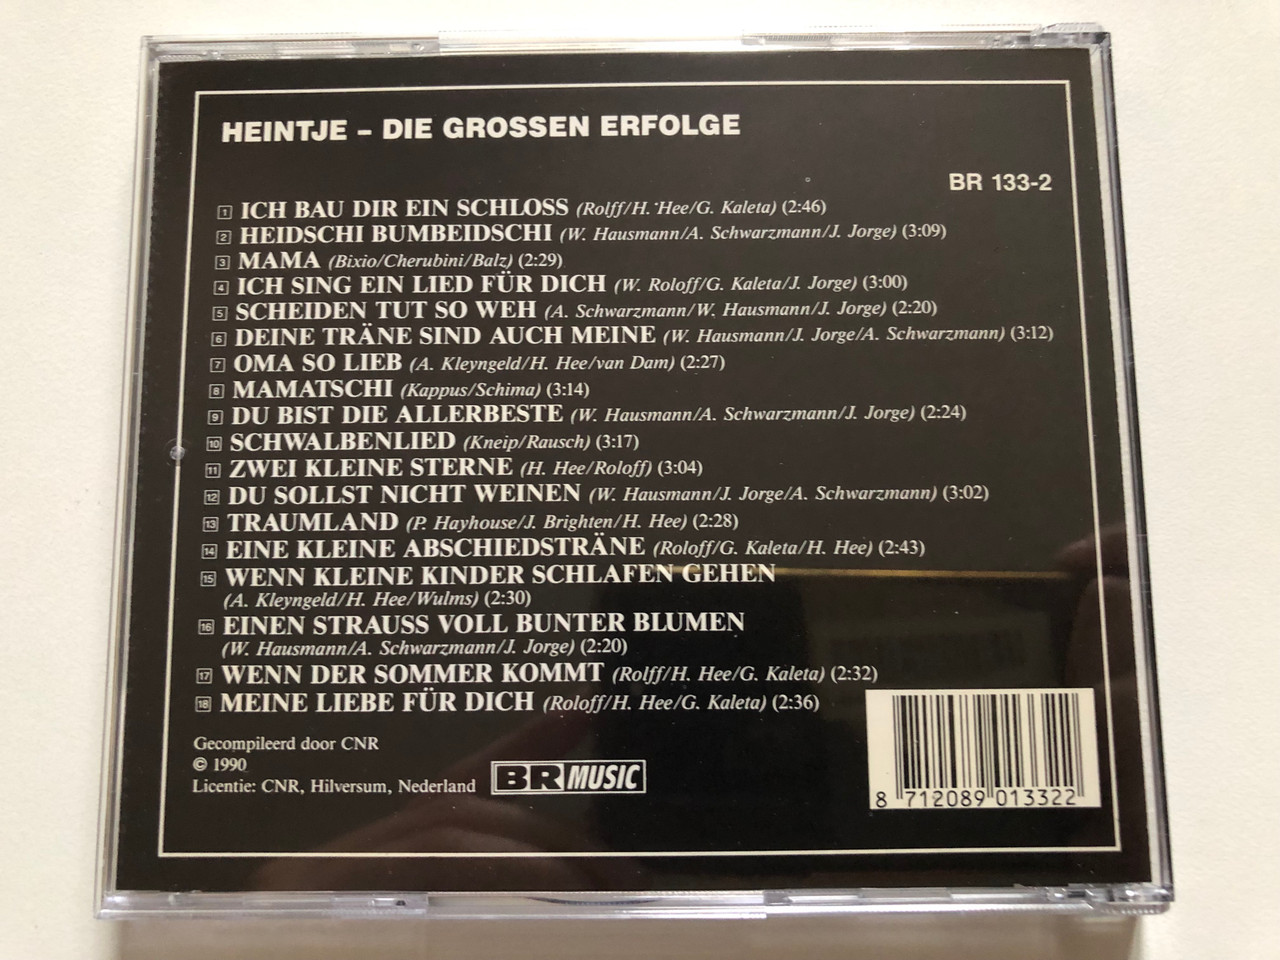 HEINTJE – DIE GROSSEN ERFOLGE
BR 133-2
1 ICH BAU DIR EIN SCHLOSS (Rolff/H. Hee/G. Kaleta) (2:46)
2 HEIDSCHI BUMBEIDSCHI (W. Hausmann/A. Schwarzmann/J. Jorge) (3:09)
3 MAMA (Bixio/Cherubini/Balz) (2:29)
4 ICH SING EIN LIED FÜR DICH (W. Roloff/G. Kaleta/J. Jorge) (3:00)
5 SCHEIDEN TUT SO WEH (A. Schwarzmann/W. Hausmann/J. Jorge) (2:20)
6 DEINE TRÄNE SIND AUCH MEINE (W. Hausmann/J. Jorge/A. Schwarzmann) (3:12)
7 OMA SO LIEB (A. Kleyngeld/H. Hee/van Dam) (2:27)
8 MAMATSCHI (Kappus/Schima) (3:14)
9 DU BIST DIE ALLERBESTE (W. Hausmann/A. Schwarzmann/J. Jorge) (2:24)
10 SCHWALBENLIED (Kneip/Rausch) (3:17)
11 ZWEI KLEINE STERNE (H. Hee/Roloff) (3:04)
12 DU SOLLST NICHT WEINEN (W. Hausmann/J. Jorge/A. Schwarzmann) (3:02)
13 TRAUMLAND (P. Hayhouse/J. Brighten/H. Hee) (2:28)
14 EINE KLEINE ABSCHIEDSTRÄNE (Roloff/G. Kaleta/H. Hee) (2:43)
15 WENN KLEINE KINDER SCHLAFEN GEHEN
(A. Kleyngeld/H. Hee/Wulms) (2:30)
16 EINEN STRAUSS VOLL BUNTER BLUMEN
(W. Hausmann/A. Schwarzmann/J. Jorge) (2:20)
17 WENN DER SOMMER KOMMT (Rolff/H. Hee/G. Kaleta) (2:32)
18 MEINE LIEBE FÜR DICH (Roloff/H. Hee/G. Kaleta) (2:36)
Gecompileerd door CNR
© 1990
Licentie: CNR, Hilversum, Nederland
BR MUSIC
8 712089 013322